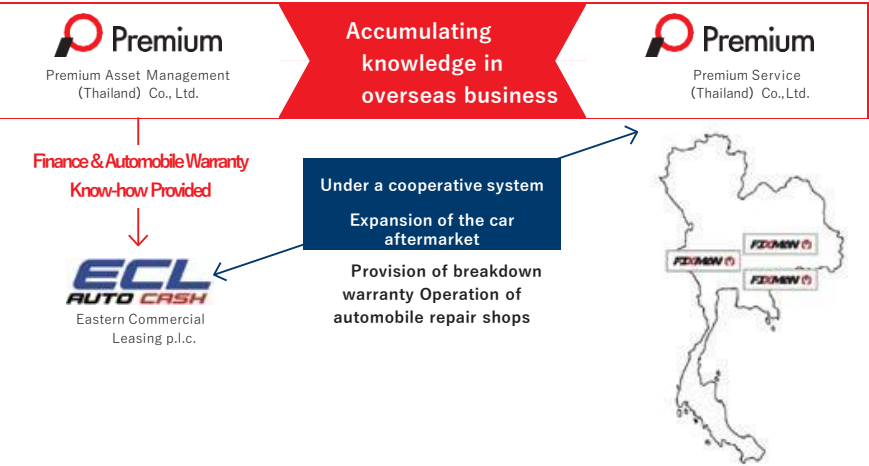 Premium
Premium Asset Management
(Thailand) Co., Ltd.
Accumulating
knowledge in
overseas business
Premium
Premium Service
(Thailand) Co., Ltd.
Finance & Automobile Warranty
Know-how Provided
Under a cooperative system
Expansion of the car
aftermarket
ECL
AUTO CASH
Eastern Commercial
Leasing p.l.c.
Provision of breakdown
warranty Operation of
automobile repair shops
FIXMAN
FIXMAN
FIXMAN